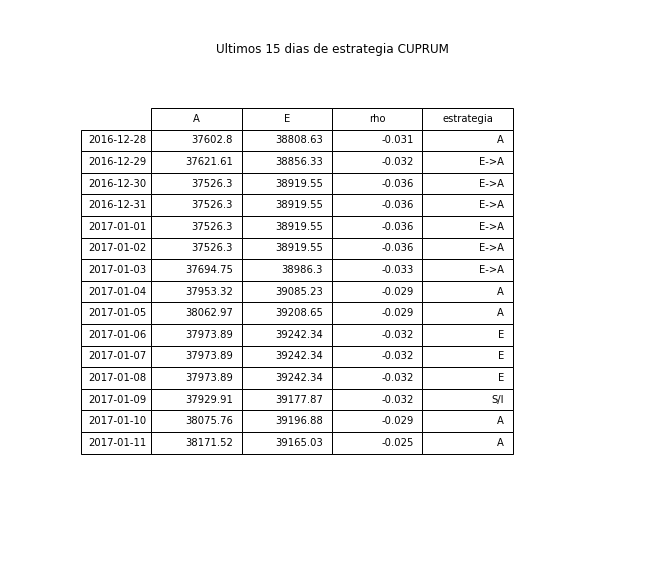 Ultimos 15 dias de estrategia CUPRUM
A E rho estrategia
2016-12-28 37602.8 38808.63 -0.031 A
2016-12-29 37621.61 38856.33 -0.032 E->A
2016-12-30 37526.3 38919.55 -0.036 E->A
2016-12-31 37526.3 38919.55 -0.036 E->A
2017-01-01 37526.3 38919.55 -0.036 E->A
2017-01-02 37526.3 38919.55 -0.036 E->A
2017-01-03 37694.75 38986.3 -0.033 E->A
2017-01-04 37953.32 39085.23 -0.029 A
2017-01-05 38062.97 39208.65 -0.029 A
2017-01-06 37973.89 39242.34 -0.032 E
2017-01-07 37973.89 39242.34 -0.032 E
2017-01-08 37973.89 39242.34 -0.032 E
2017-01-09 37929.91 39177.87 -0.032 S/I
2017-01-10 38075.76 39196.88 -0.029 A
2017-01-11 38171.52 39165.03 -0.025 A